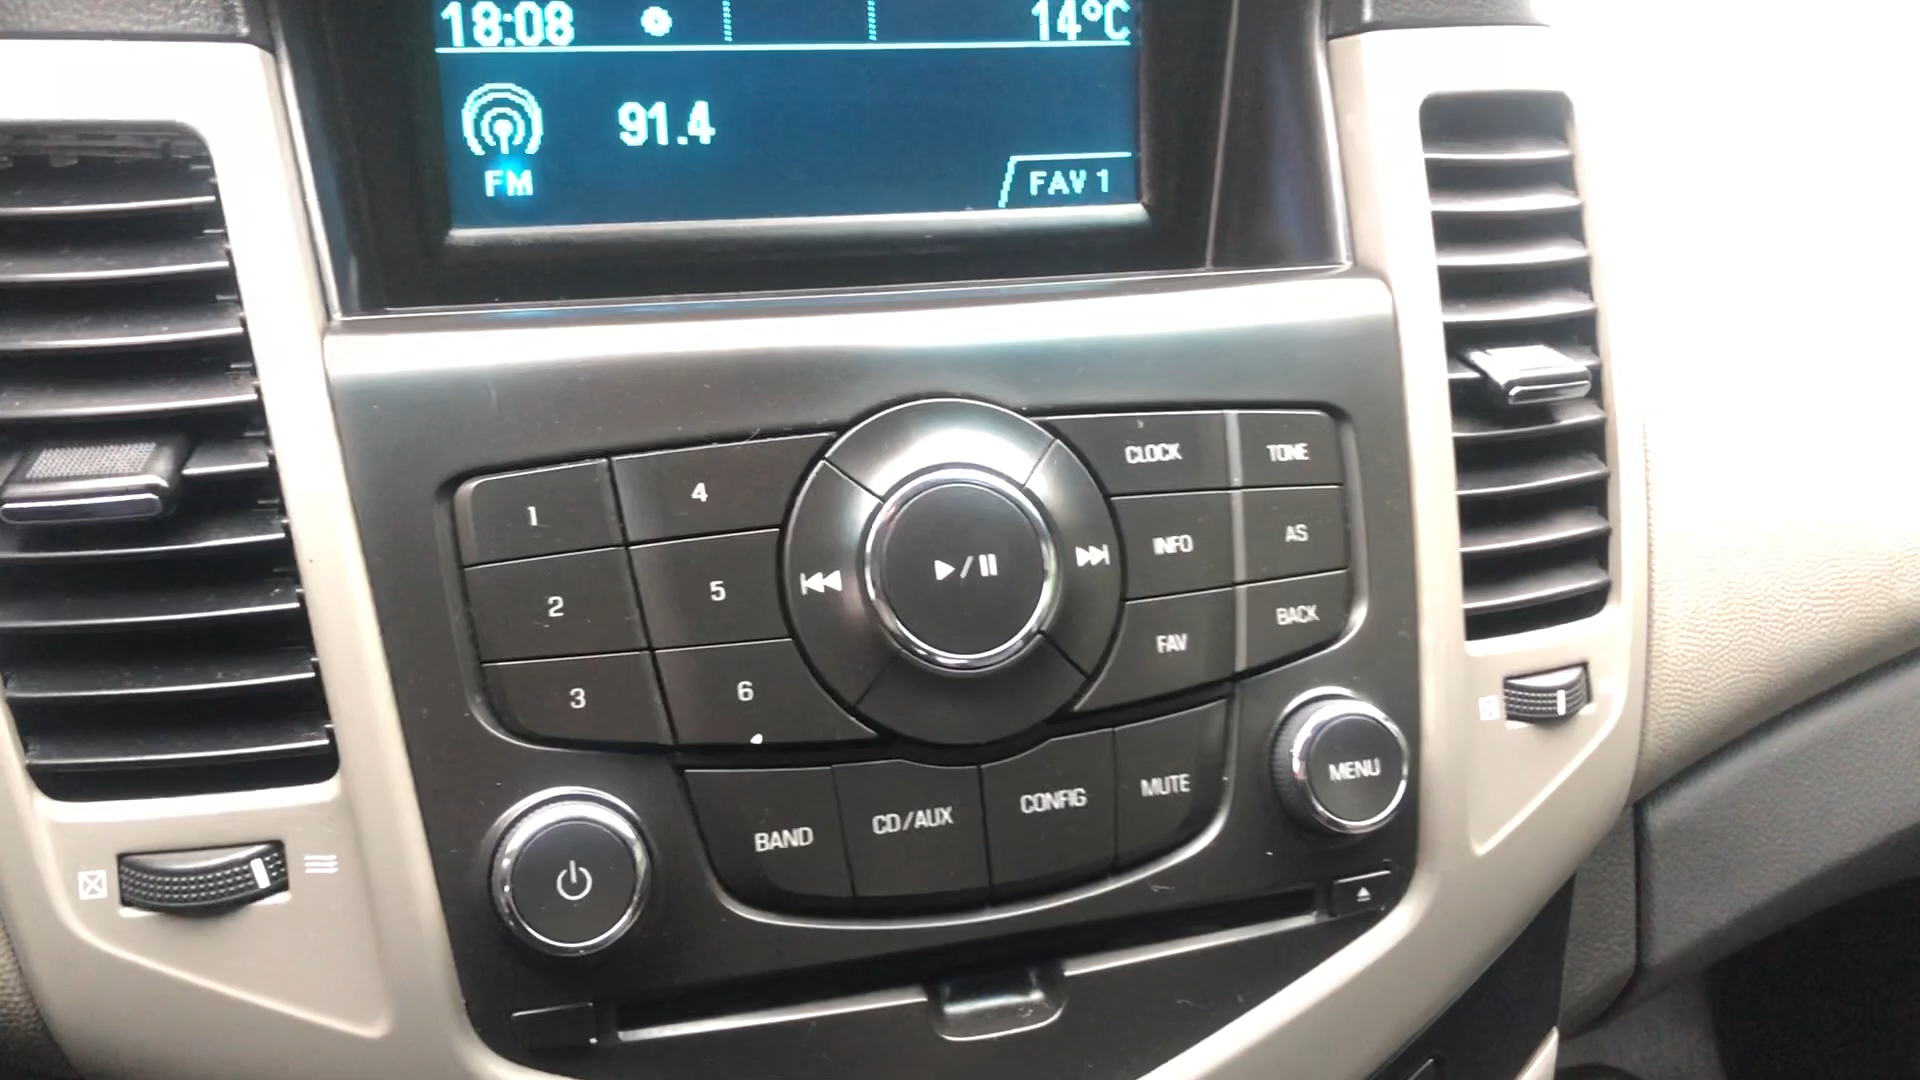 18:08 14°C
91.4
FM
FAV 1
CLOCK TONE
1 4
INFO AS
2 5
FAV BACK
3 6
BAND CD/AUX CONFIG MUTE
MENU